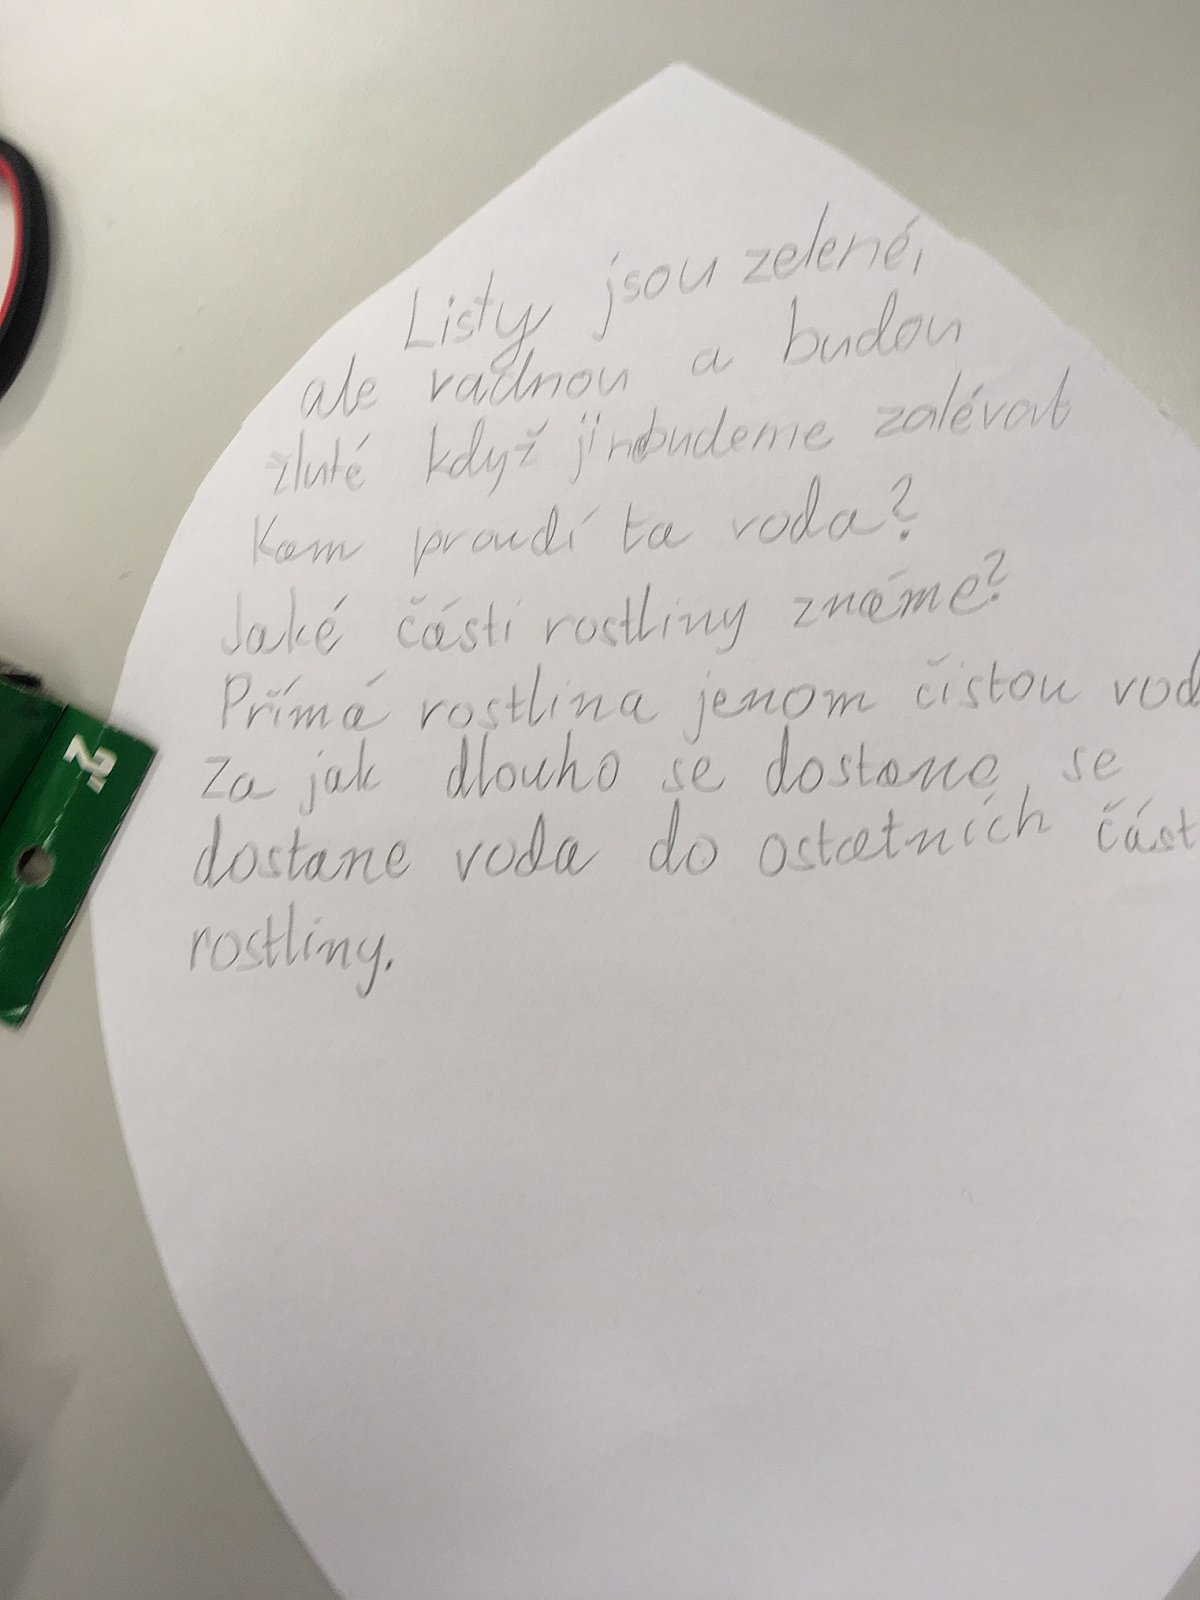 Listy jsou zelené,
ale vadnou a budou
žluté když ji nebudeme zalévat
Kam proudí ta voda?
Jaké části rostliny známe?
Přímá rostlina jenom čistou vod
Za jak dlouho se dostane se
dostane voda do ostatních část
rostliny.